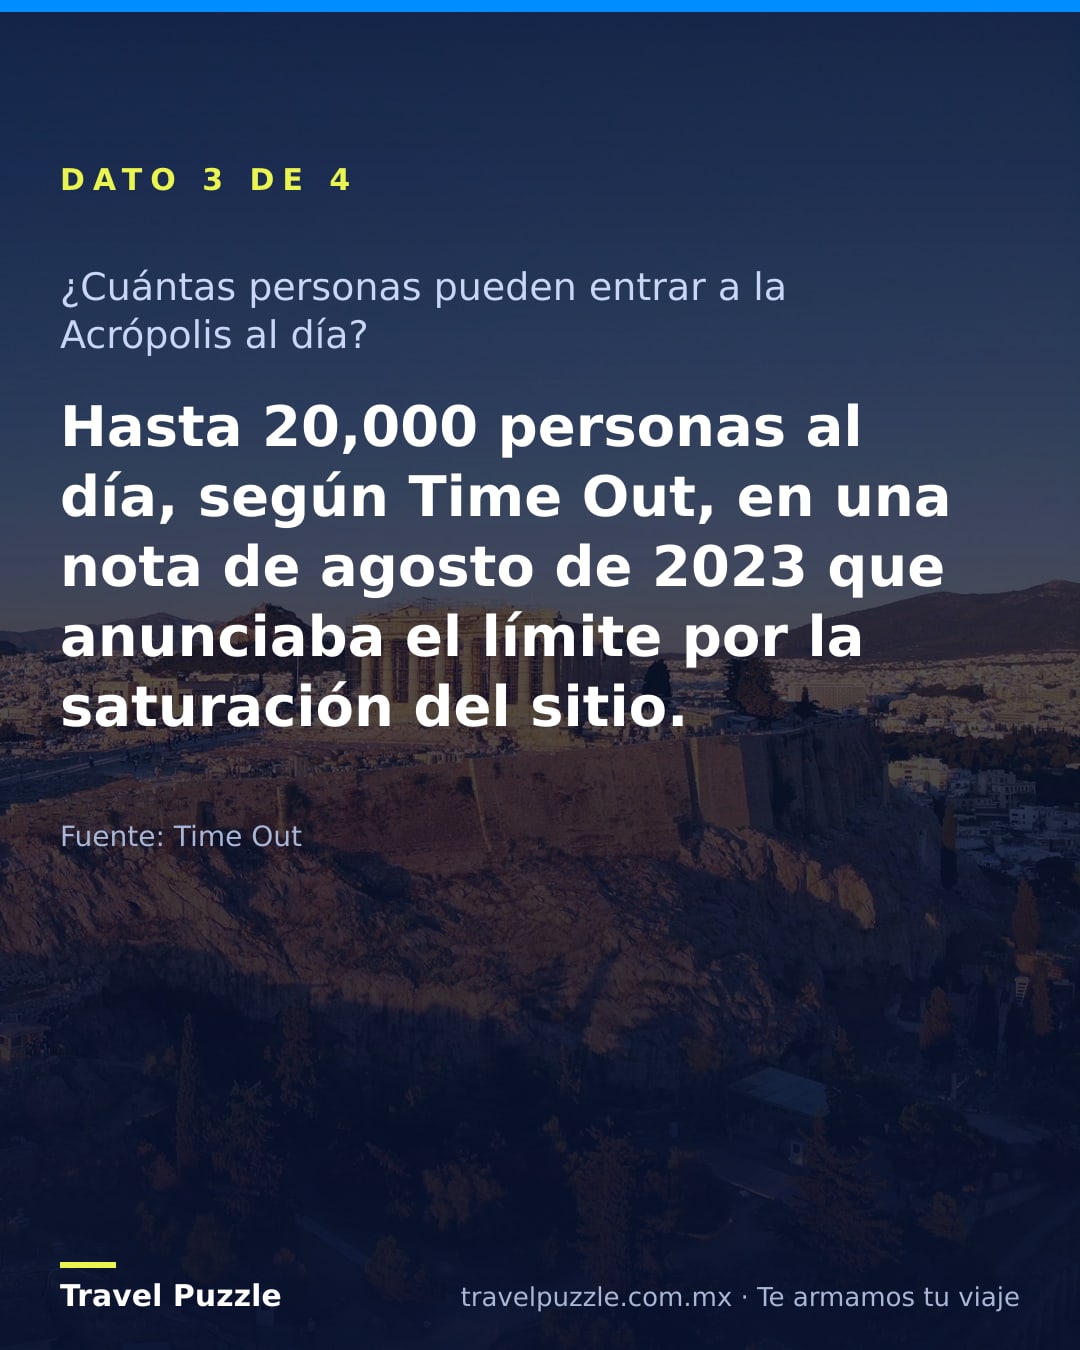 DATO 3 DE 4
¿Cuántas personas pueden entrar a la
Acrópolis al día?
Hasta 20,000 personas al
día, según Time Out, en una
nota de agosto de 2023 que
anunciaba el límite por la
saturación del sitio.
Fuente: Time Out
Travel Puzzle
travelpuzzle.com.mx · Te armamos tu viaje